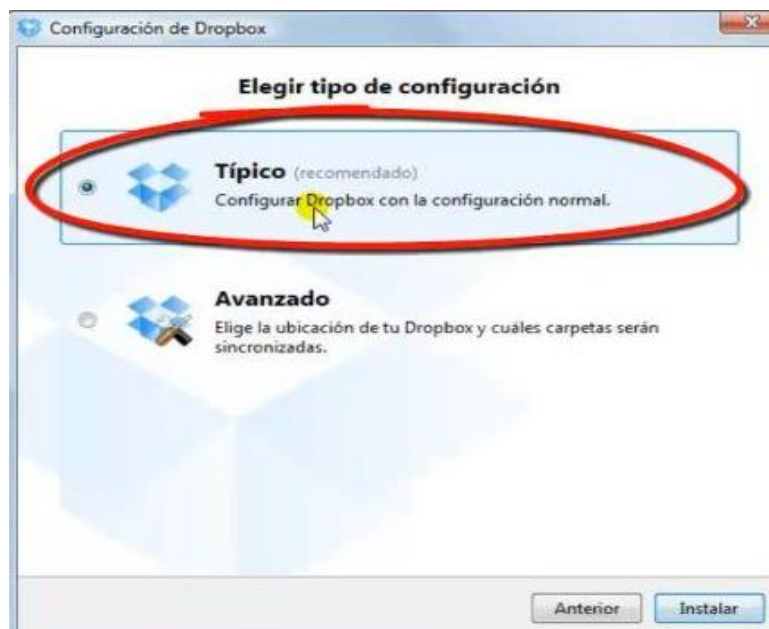 Configuración de Dropbox
Elegir tipo de configuración
Típico (recomendado)
Configurar Dropbox con la configuración normal.
Avanzado
Elige la ubicación de tu Dropbox y cuáles carpetas serán
sincronizadas.
Anterior
Instalar